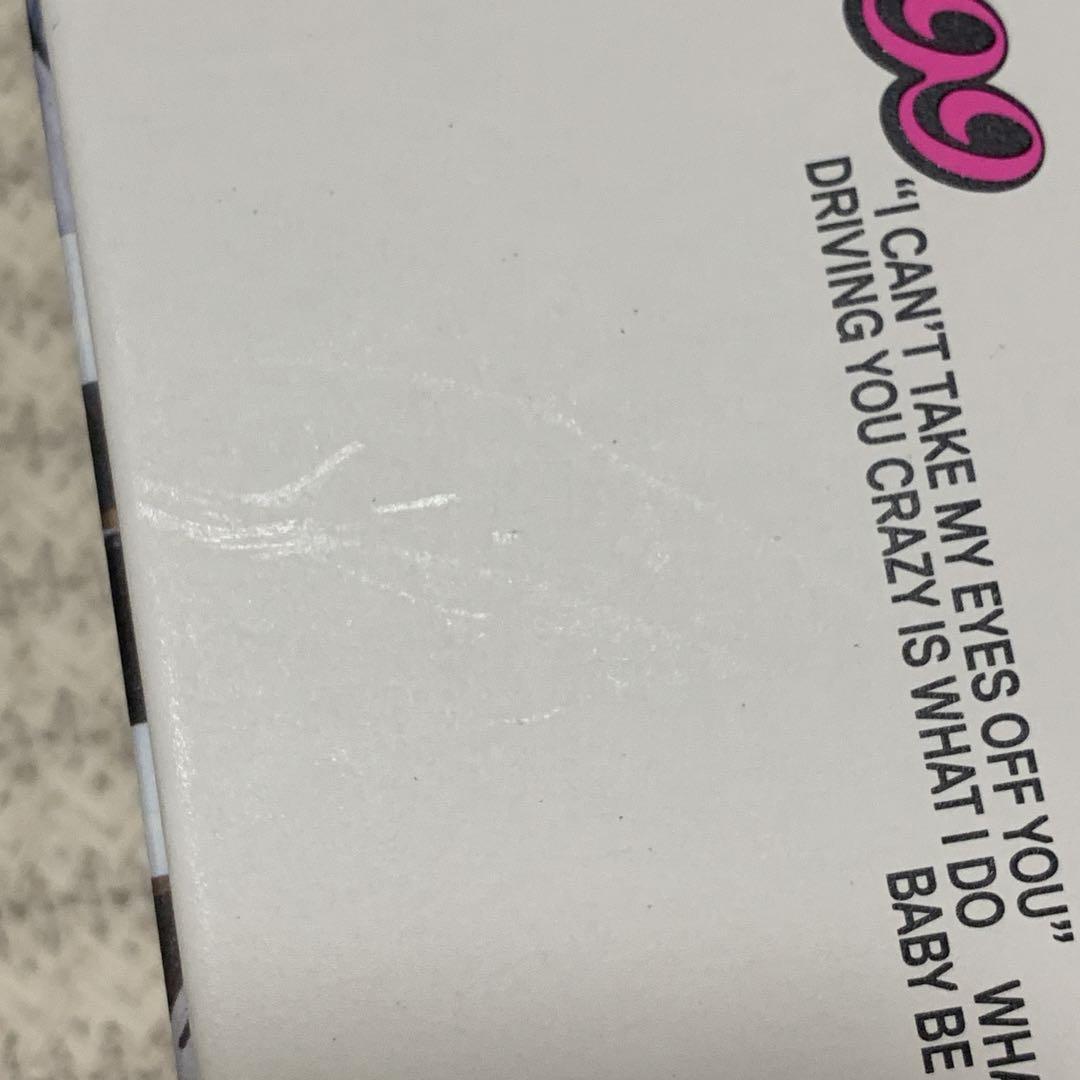 “I CAN’T TAKE MY EYES OFF YOU”
DRIVING YOU CRAZY IS WHAT I DO
BABY BE